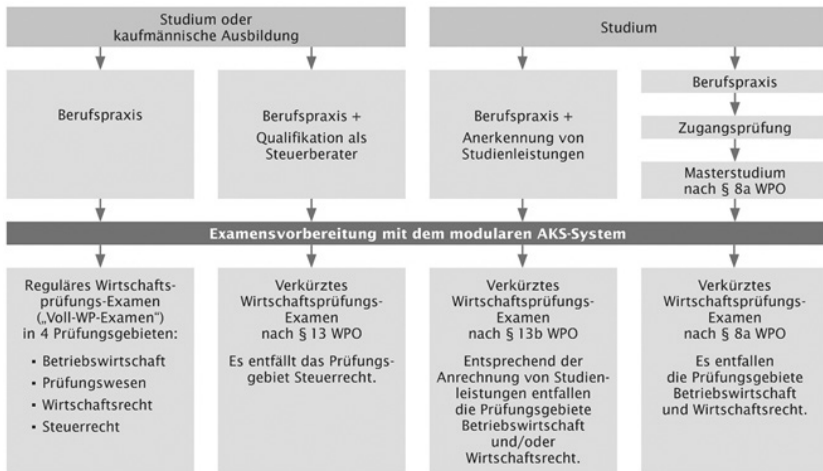 Studium oder
kaufmännische Ausbildung
Studium
Berufspraxis
Berufspraxis +
Qualifikation als
Steuerberater
Berufspraxis +
Anerkennung von
Studienleistungen
Berufspraxis
Zugangsprüfung
Masterstudium
nach § 8a WPO
Examensvorbereitung mit dem modularen AKS-System
Reguläres Wirtschafts-
prüfungs-Examen
(„Voll-WP-Examen“)
in 4 Prüfungsgebieten:
▪ Betriebswirtschaft
▪ Prüfungswesen
▪ Wirtschaftsrecht
▪ Steuerrecht
Verkürztes
Wirtschaftsprüfungs-
Examen
nach § 13 WPO
Es entfällt das Prüfungs-
gebiet Steuerrecht.
Verkürztes
Wirtschaftsprüfungs-
Examen
nach § 13b WPO
Entsprechend der
Anrechnung von Studien-
leistungen entfallen
die Prüfungsgebiete
Betriebswirtschaft
und/oder
Wirtschaftsrecht.
Verkürztes
Wirtschaftsprüfungs-
Examen
nach § 8a WPO
Es entfallen
die Prüfungsgebiete
Betriebswirtschaft
und Wirtschaftsrecht.